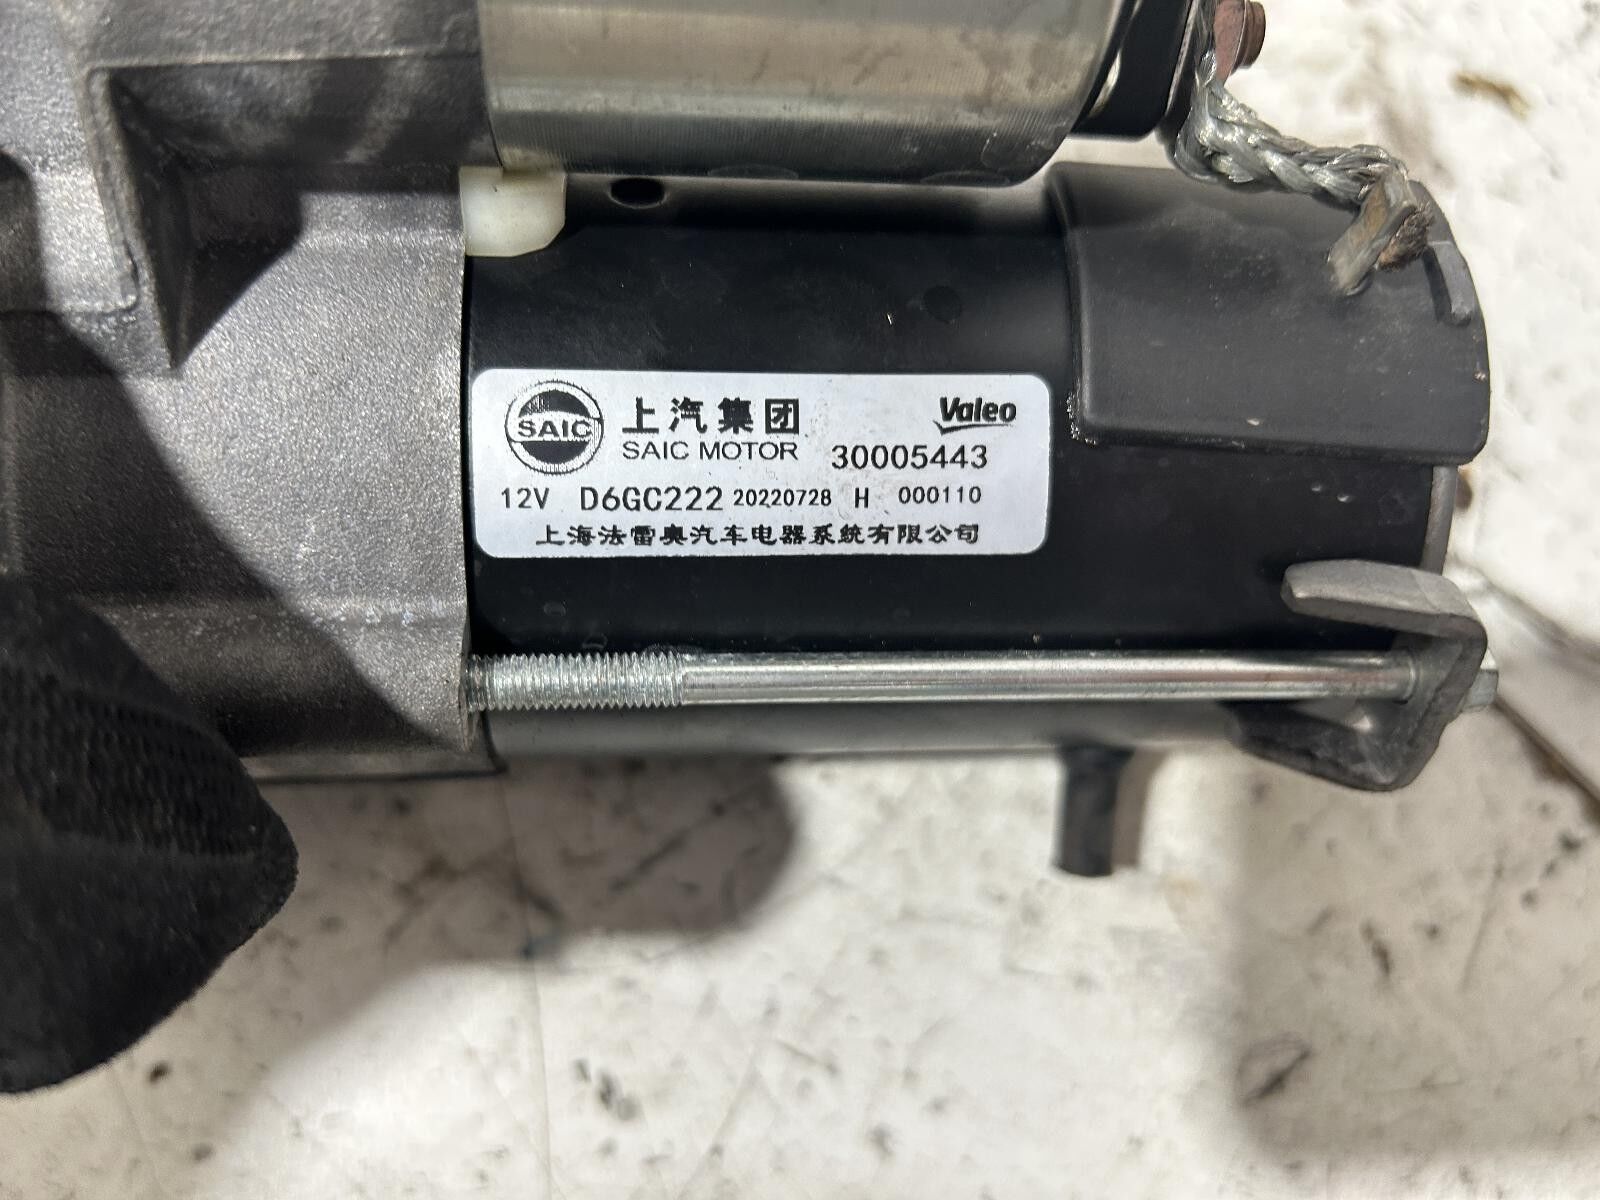 SAIC 上汽集团 Valeo
SAIC MOTOR 30005443
12V D6GC222 20220728 H 000110
上海法雷奥汽车电器系统有限公司